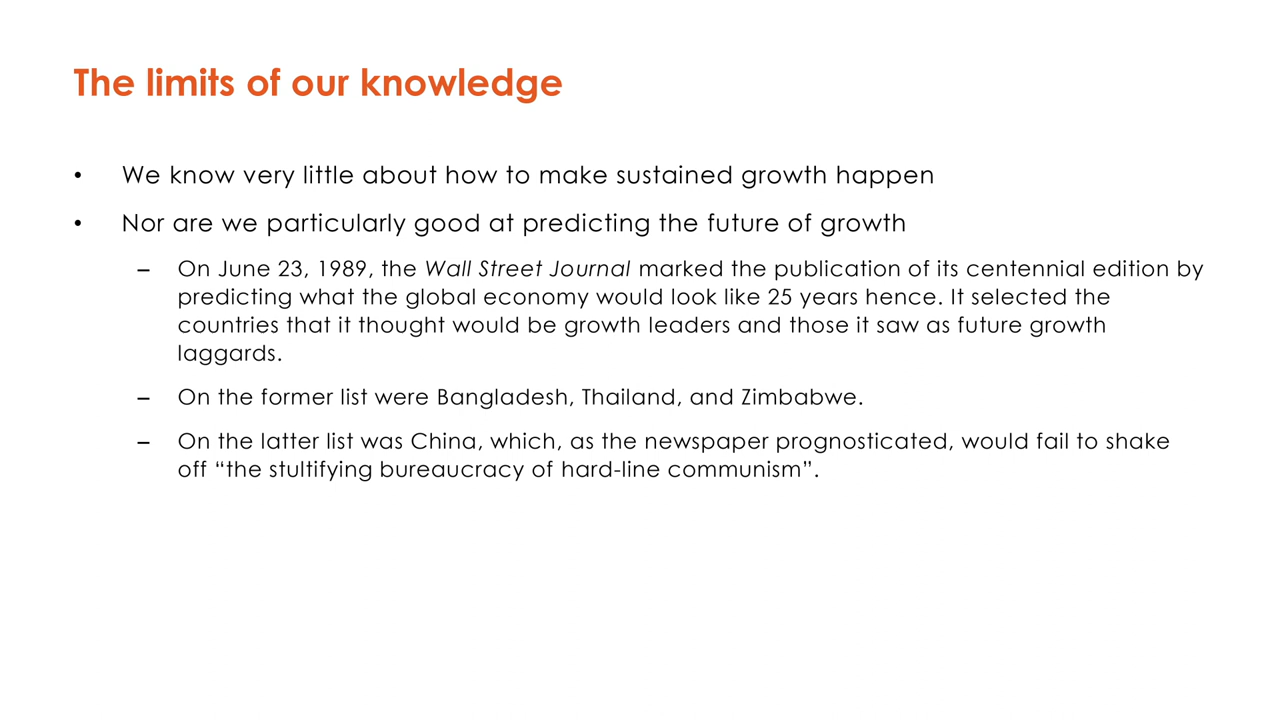 The limits of our knowledge
• We know very little about how to make sustained growth happen
• Nor are we particularly good at predicting the future of growth
– On June 23, 1989, the Wall Street Journal marked the publication of its centennial edition by
predicting what the global economy would look like 25 years hence. It selected the
countries that it thought would be growth leaders and those it saw as future growth
laggards.
– On the former list were Bangladesh, Thailand, and Zimbabwe.
– On the latter list was China, which, as the newspaper prognosticated, would fail to shake
off “the stultifying bureaucracy of hard-line communism”.